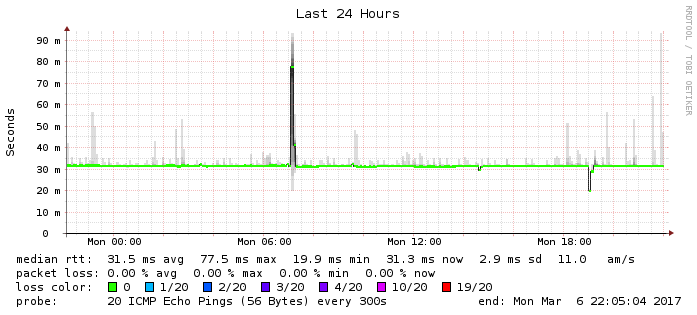 Last 24 Hours
RRDTOOL / TOBI OETIKER
Seconds
90 m
80 m
70 m
60 m
50 m
40 m
30 m
20 m
10 m
0
Mon 00:00 Mon 06:00 Mon 12:00 Mon 18:00
median rtt: 31.5 ms avg 77.5 ms max 19.9 ms min 31.3 ms now 2.9 ms sd 11.0 am/s
packet loss: 0.00 % avg 0.00 % max 0.00 % min 0.00 % now
loss color: 0 1/20 2/20 3/20 4/20 10/20 19/20
probe: 20 ICMP Echo Pings (56 Bytes) every 300s end: Mon Mar 6 22:05:04 2017